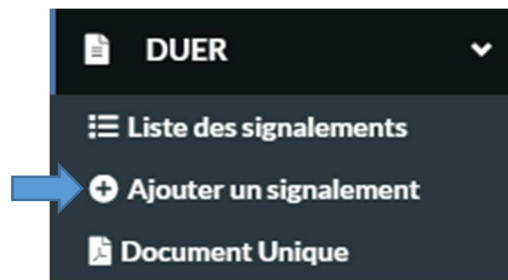 DUER
Liste des signalements
Ajouter un signalement
Document Unique